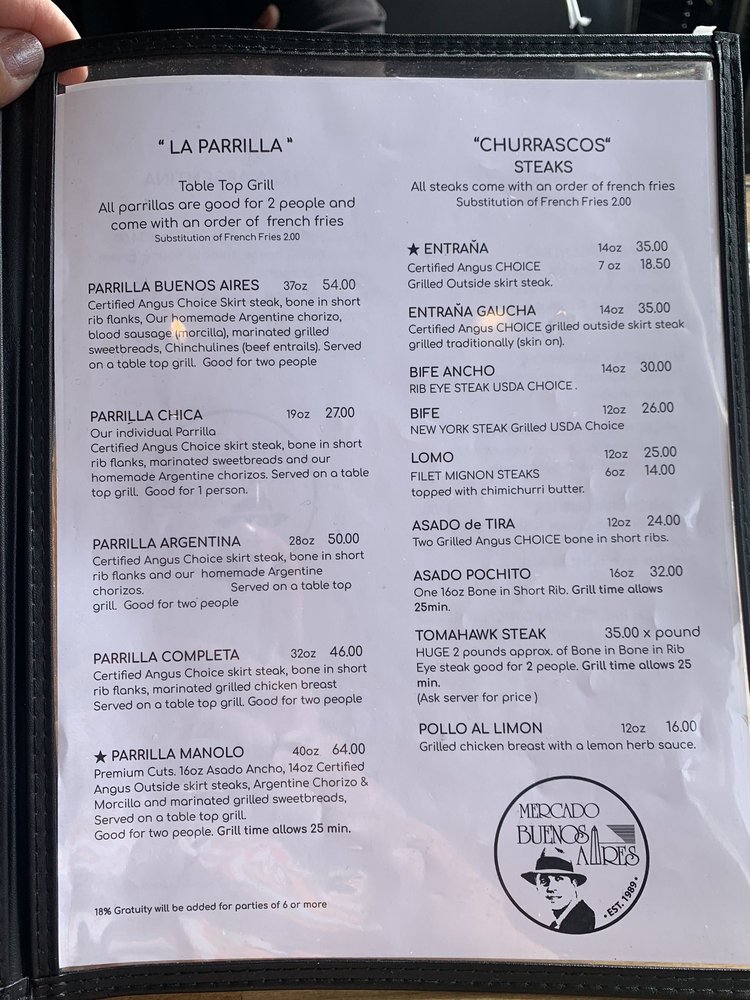 “ LA PARRILLA ”
Table Top Grill
All parrillas are good for 2 people and
come with an order of french fries
Substitution of French Fries 2.00
PARRILLA BUENOS AIRES 37oz 54.00
Certified Angus Choice Skirt steak, bone in short
rib flanks, Our homemade Argentine chorizo,
blood sausage (morcilla), marinated grilled
sweetbreads, Chinchulines (beef entrails). Served
on a table top grill. Good for two people
PARRILLA CHICA 19oz 27.00
Our individual Parrilla
Certified Angus Choice skirt steak, bone in short
rib flanks, marinated sweetbreads and our
homemade Argentine chorizos. Served on a table
top grill. Good for 1 person.
PARRILLA ARGENTINA 28oz 50.00
Certified Angus Choice skirt steak, bone in short
rib flanks and our homemade Argentine
chorizos. Served on a table top
grill. Good for two people
PARRILLA COMPLETA 32oz 46.00
Certified Angus Choice skirt steak, bone in short
rib flanks, marinated grilled chicken breast
Served on a table top grill. Good for two people
★ PARRILLA MANOLO 40oz 64.00
Premium Cuts. 16oz Asado Ancho, 14oz Certified
Angus Outside skirt steaks, Argentine Chorizo &
Morcilla and marinated grilled sweetbreads,
Served on a table top grill.
Good for two people. Grill time allows 25 min.
18% Gratuity will be added for parties of 6 or more
“CHURRASCOS“
STEAKS
All steaks come with an order of french fries
Substitution of French Fries 2.00
★ ENTRAÑA 14oz 35.00
Certified Angus CHOICE 7 oz 18.50
Grilled Outside skirt steak.
ENTRAÑA GAUCHA 14oz 35.00
Certified Angus CHOICE grilled outside skirt steak
grilled traditionally (skin on).
BIFE ANCHO 14oz 30.00
RIB EYE STEAK USDA CHOICE .
BIFE 12oz 26.00
NEW YORK STEAK Grilled USDA Choice
LOMO 12oz 25.00
FILET MIGNON STEAKS 6oz 14.00
topped with chimichurri butter.
ASADO de TIRA 12oz 24.00
Two Grilled Angus CHOICE bone in short ribs.
ASADO POCHITO 16oz 32.00
One 16oz Bone in Short Rib. Grill time allows
25min.
TOMAHAWK STEAK 35.00 x pound
HUGE 2 pounds approx. of Bone in Bone in Rib
Eye steak good for 2 people. Grill time allows 25
min.
(Ask server for price )
POLLO AL LIMON 12oz 16.00
Grilled chicken breast with a lemon herb sauce.
MERCADO
BUENOS
AIRES
• EST. 1989 •